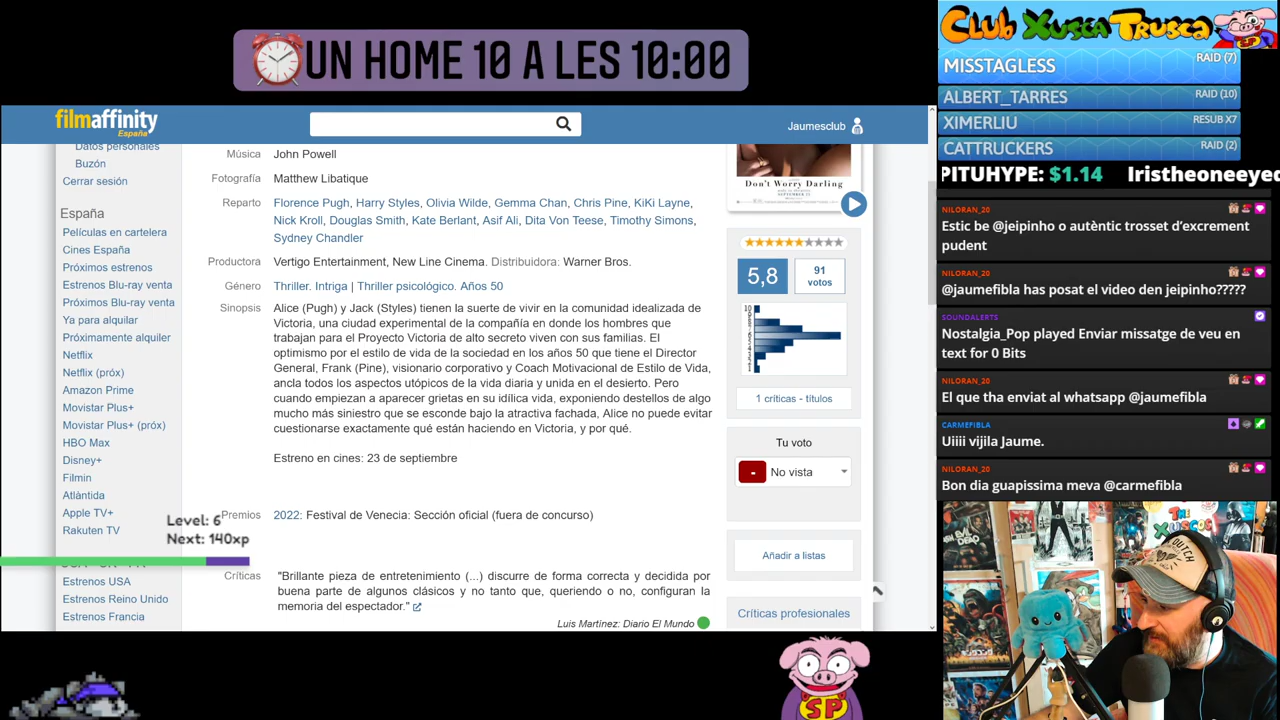 ⏰UN HOME 10 A LES 10:00
filmaffinity
España
Jaumesclub
Datos personales
Buzón
Cerrar sesión
España
Películas en cartelera
Cines España
Próximos estrenos
Estrenos Blu-ray venta
Próximos Blu-ray venta
Ya para alquilar
Próximamente alquiler
Netflix
Netflix (próx)
Amazon Prime
Movistar Plus+
Movistar Plus+ (próx)
HBO Max
Disney+
Filmin
Atlàntida
Apple TV+
Rakuten TV
Level: 6
Next: 140xp
Estrenos USA
Estrenos Reino Unido
Estrenos Francia
Música John Powell
Fotografía Matthew Libatique
Reparto Florence Pugh, Harry Styles, Olivia Wilde, Gemma Chan, Chris Pine, KiKi Layne,
Nick Kroll, Douglas Smith, Kate Berlant, Asif Ali, Dita Von Teese, Timothy Simons,
Sydney Chandler
Productora Vertigo Entertainment, New Line Cinema. Distribuidora: Warner Bros.
Género Thriller. Intriga | Thriller psicológico. Años 50
Sinopsis Alice (Pugh) y Jack (Styles) tienen la suerte de vivir en la comunidad idealizada de
Victoria, una ciudad experimental de la compañía en donde los hombres que
trabajan para el Proyecto Victoria de alto secreto viven con sus familias. El
optimismo por el estilo de vida de la sociedad en los años 50 que tiene el Director
General, Frank (Pine), visionario corporativo y Coach Motivacional de Estilo de Vida,
ancla todos los aspectos utópicos de la vida diaria y unida en el desierto. Pero
cuando empiezan a aparecer grietas en su idílica vida, exponiendo destellos de algo
mucho más siniestro que se esconde bajo la atractiva fachada, Alice no puede evitar
cuestionarse exactamente qué están haciendo en Victoria, y por qué.
Estreno en cines: 23 de septiembre
Premios 2022: Festival de Venecia: Sección oficial (fuera de concurso)
Críticas "Brillante pieza de entretenimiento (...) discurre de forma correcta y decidida por
buena parte de algunos clásicos y no tanto que, queriendo o no, configuran la
memoria del espectador."
Luis Martínez: Diario El Mundo
Don't Worry Darling
5,8
91
votos
1 críticas - títulos
Tu voto
- No vista
Añadir a listas
Críticas profesionales
SP
Club Xusca Trusca
MISSTAGLESS RAID (7)
ALBERT_TARRES RAID (10)
XIMERLIU RESUB X7
CATTRUCKERS RAID (2)
PITUHYPE: $1.14 Iristheoneeyed
NILORAN_20
Estic be @jeipinho o autèntic trosset d’excrement
pudent
NILORAN_20
@jaumefibla has posat el video den jeipinho?????
SOUNDALERTS
Nostalgia_Pop played Enviar missatge de veu en
text for 0 Bits
NILORAN_20
El que tha enviat al whatsapp @jaumefibla
CARMEFIBLA
Uiiii vijila Jaume.
NILORAN_20
Bon dia guapissima meva @carmefibla
THE XUSCOS
DUTCH